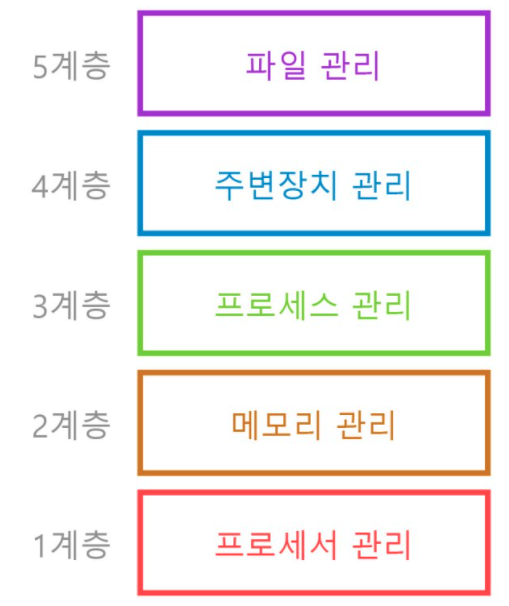 5계층 파일 관리
4계층 주변장치 관리
3계층 프로세스 관리
2계층 메모리 관리
1계층 프로세서 관리